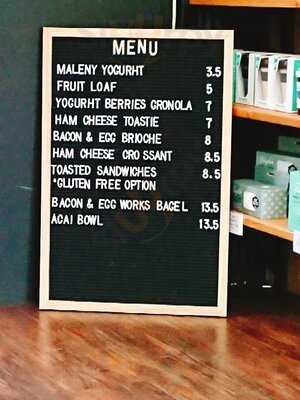 MENU
MALENY YOGURHT 3.5
FRUIT LOAF 5
YOGURHT BERRIES GRONOLA 7
HAM CHEESE TOASTIE 7
BACON & EGG BRIOCHE 8
HAM CHEESE CRO SSANT 8.5
TOASTED SANDWICHES 8.5
*GLUTEN FREE OPTION
BACON & EGG WORKS BAGEL 13.5
ACAI BOWL 13.5